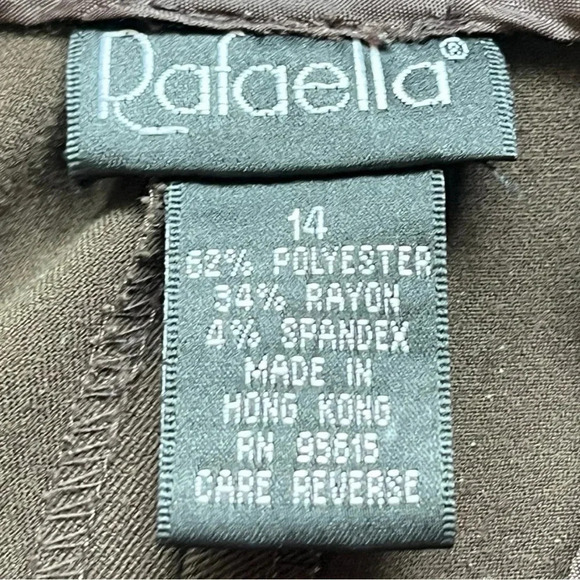 Rafaella®
14
62% POLYESTER
34% RAYON
4% SPANDEX
MADE IN
HONG KONG
RN 95615
CARE REVERSE